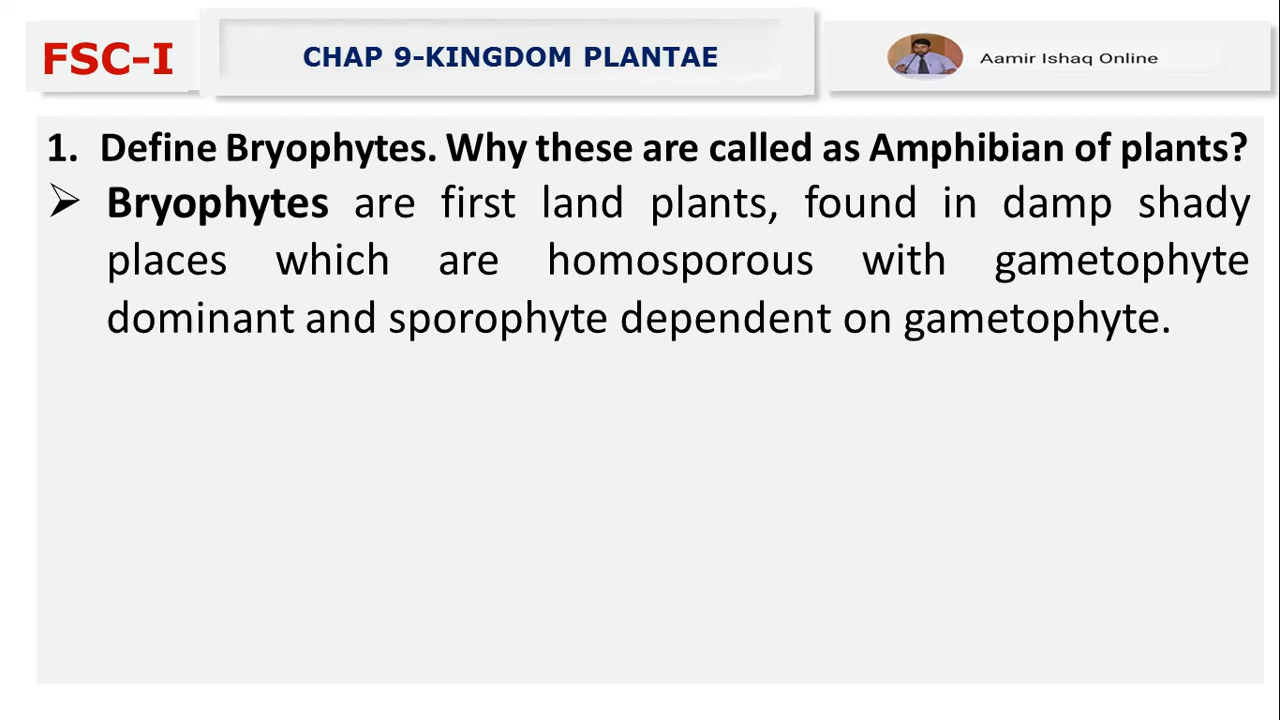 FSC-I
CHAP 9-KINGDOM PLANTAE
Aamir Ishaq Online
1. Define Bryophytes. Why these are called as Amphibian of plants?
➢ Bryophytes are first land plants, found in damp shady
places which are homosporous with gametophyte
dominant and sporophyte dependent on gametophyte.